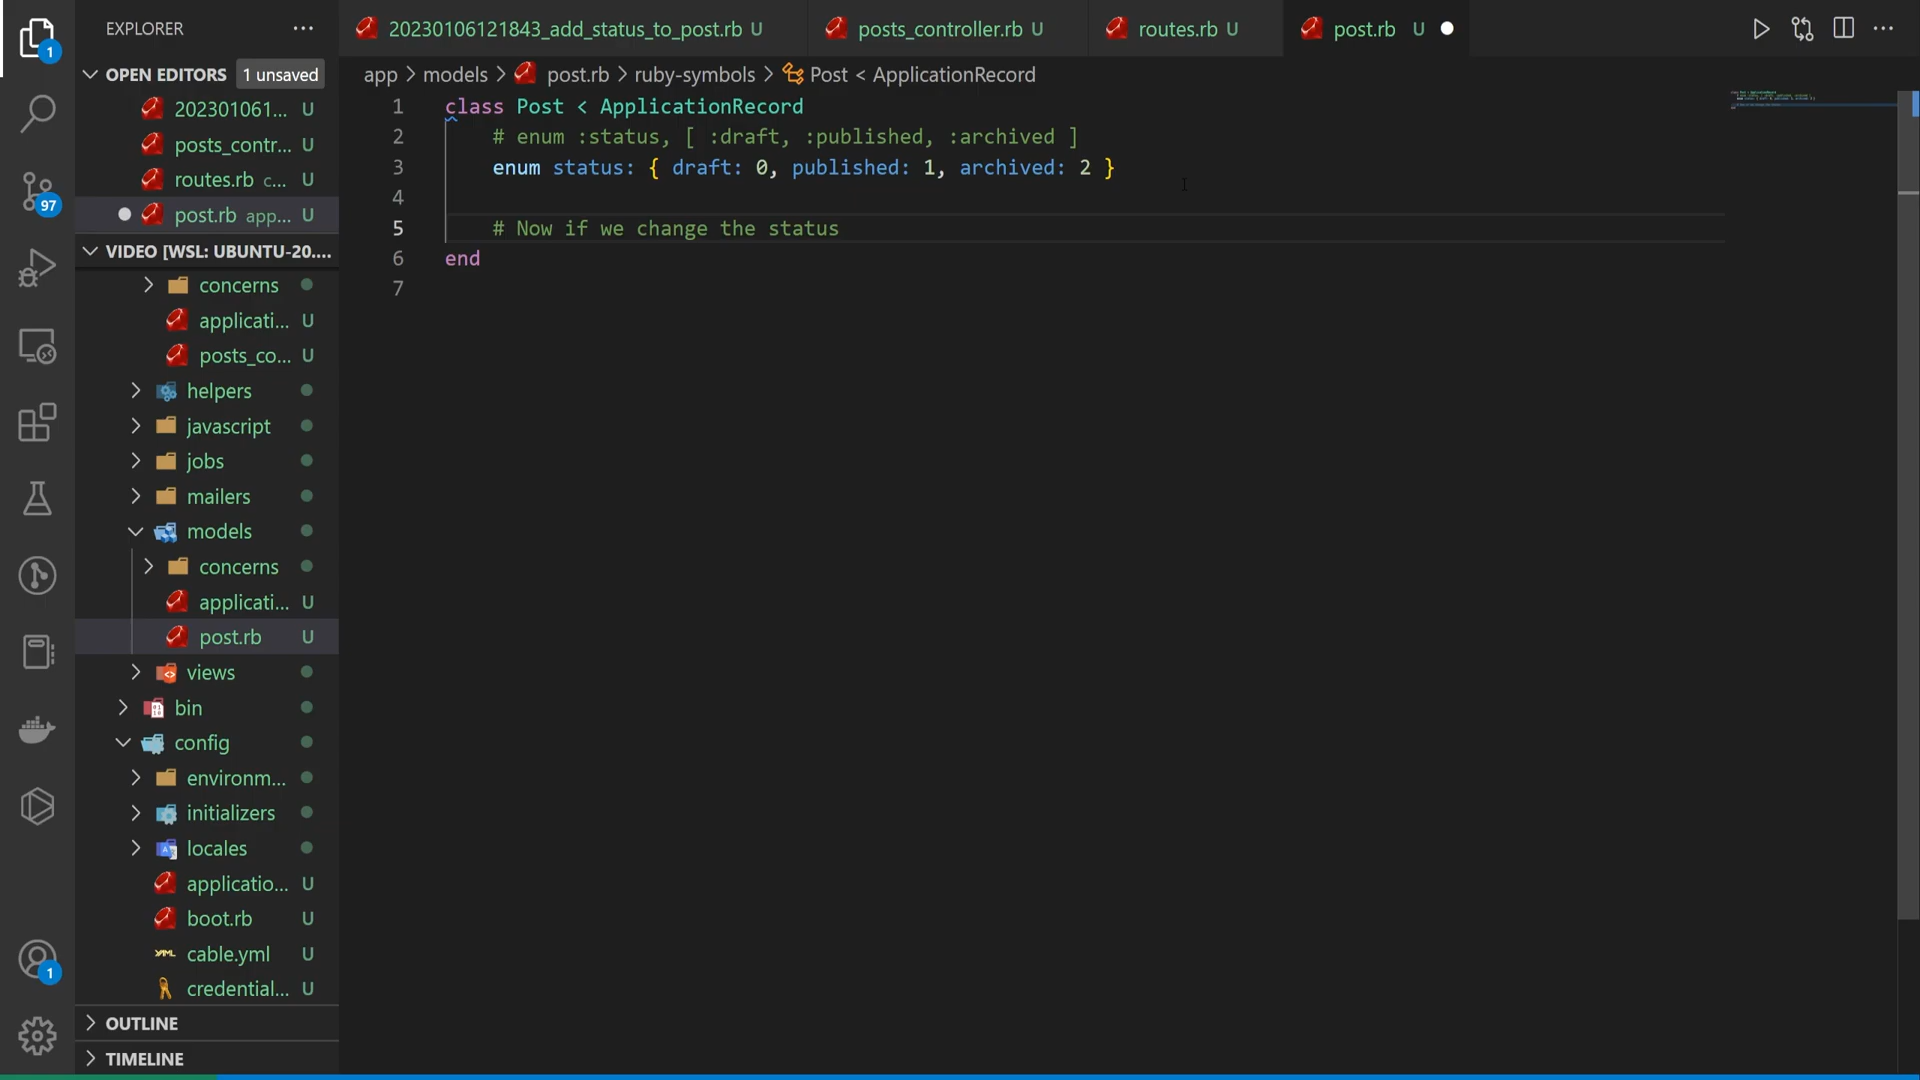 EXPLORER
20230106121843_add_status_to_post.rb U
posts_controller.rb U
routes.rb U
post.rb U
OPEN EDITORS 1 unsaved
202301061... U
posts_contr... U
routes.rb c... U
post.rb app... U
VIDEO [WSL: UBUNTU-20....
concerns
applicati... U
posts_co... U
helpers
javascript
jobs
mailers
models
concerns
applicati... U
post.rb U
views
bin
config
environm...
initializers
locales
applicatio... U
boot.rb U
cable.yml U
credential... U
OUTLINE
TIMELINE
1
97
1
app > models > post.rb > ruby-symbols > Post < ApplicationRecord
1 class Post < ApplicationRecord
2 # enum :status, [ :draft, :published, :archived ]
3 enum status: { draft: 0, published: 1, archived: 2 }
4
5 # Now if we change the status
6 end
7